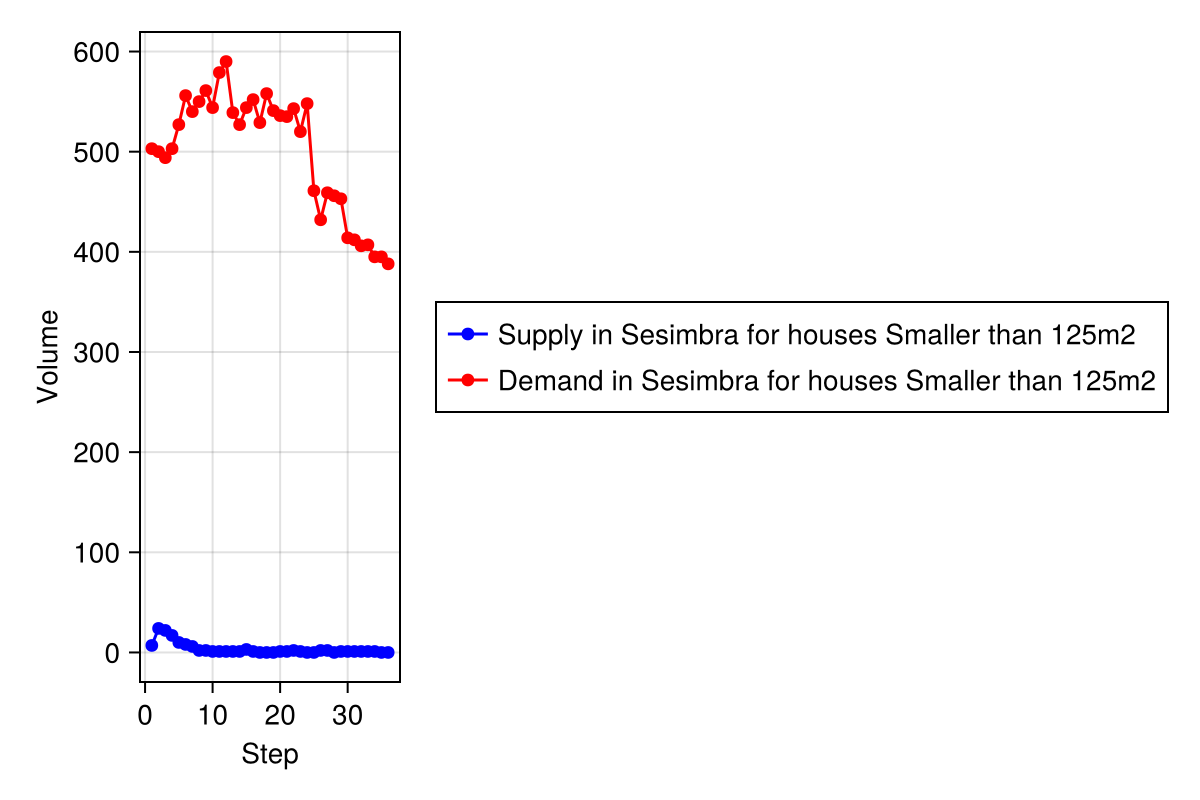 600
500
400
300
200
100
0
Volume
0 10 20 30
Step
Supply in Sesimbra for houses Smaller than 125m2
Demand in Sesimbra for houses Smaller than 125m2